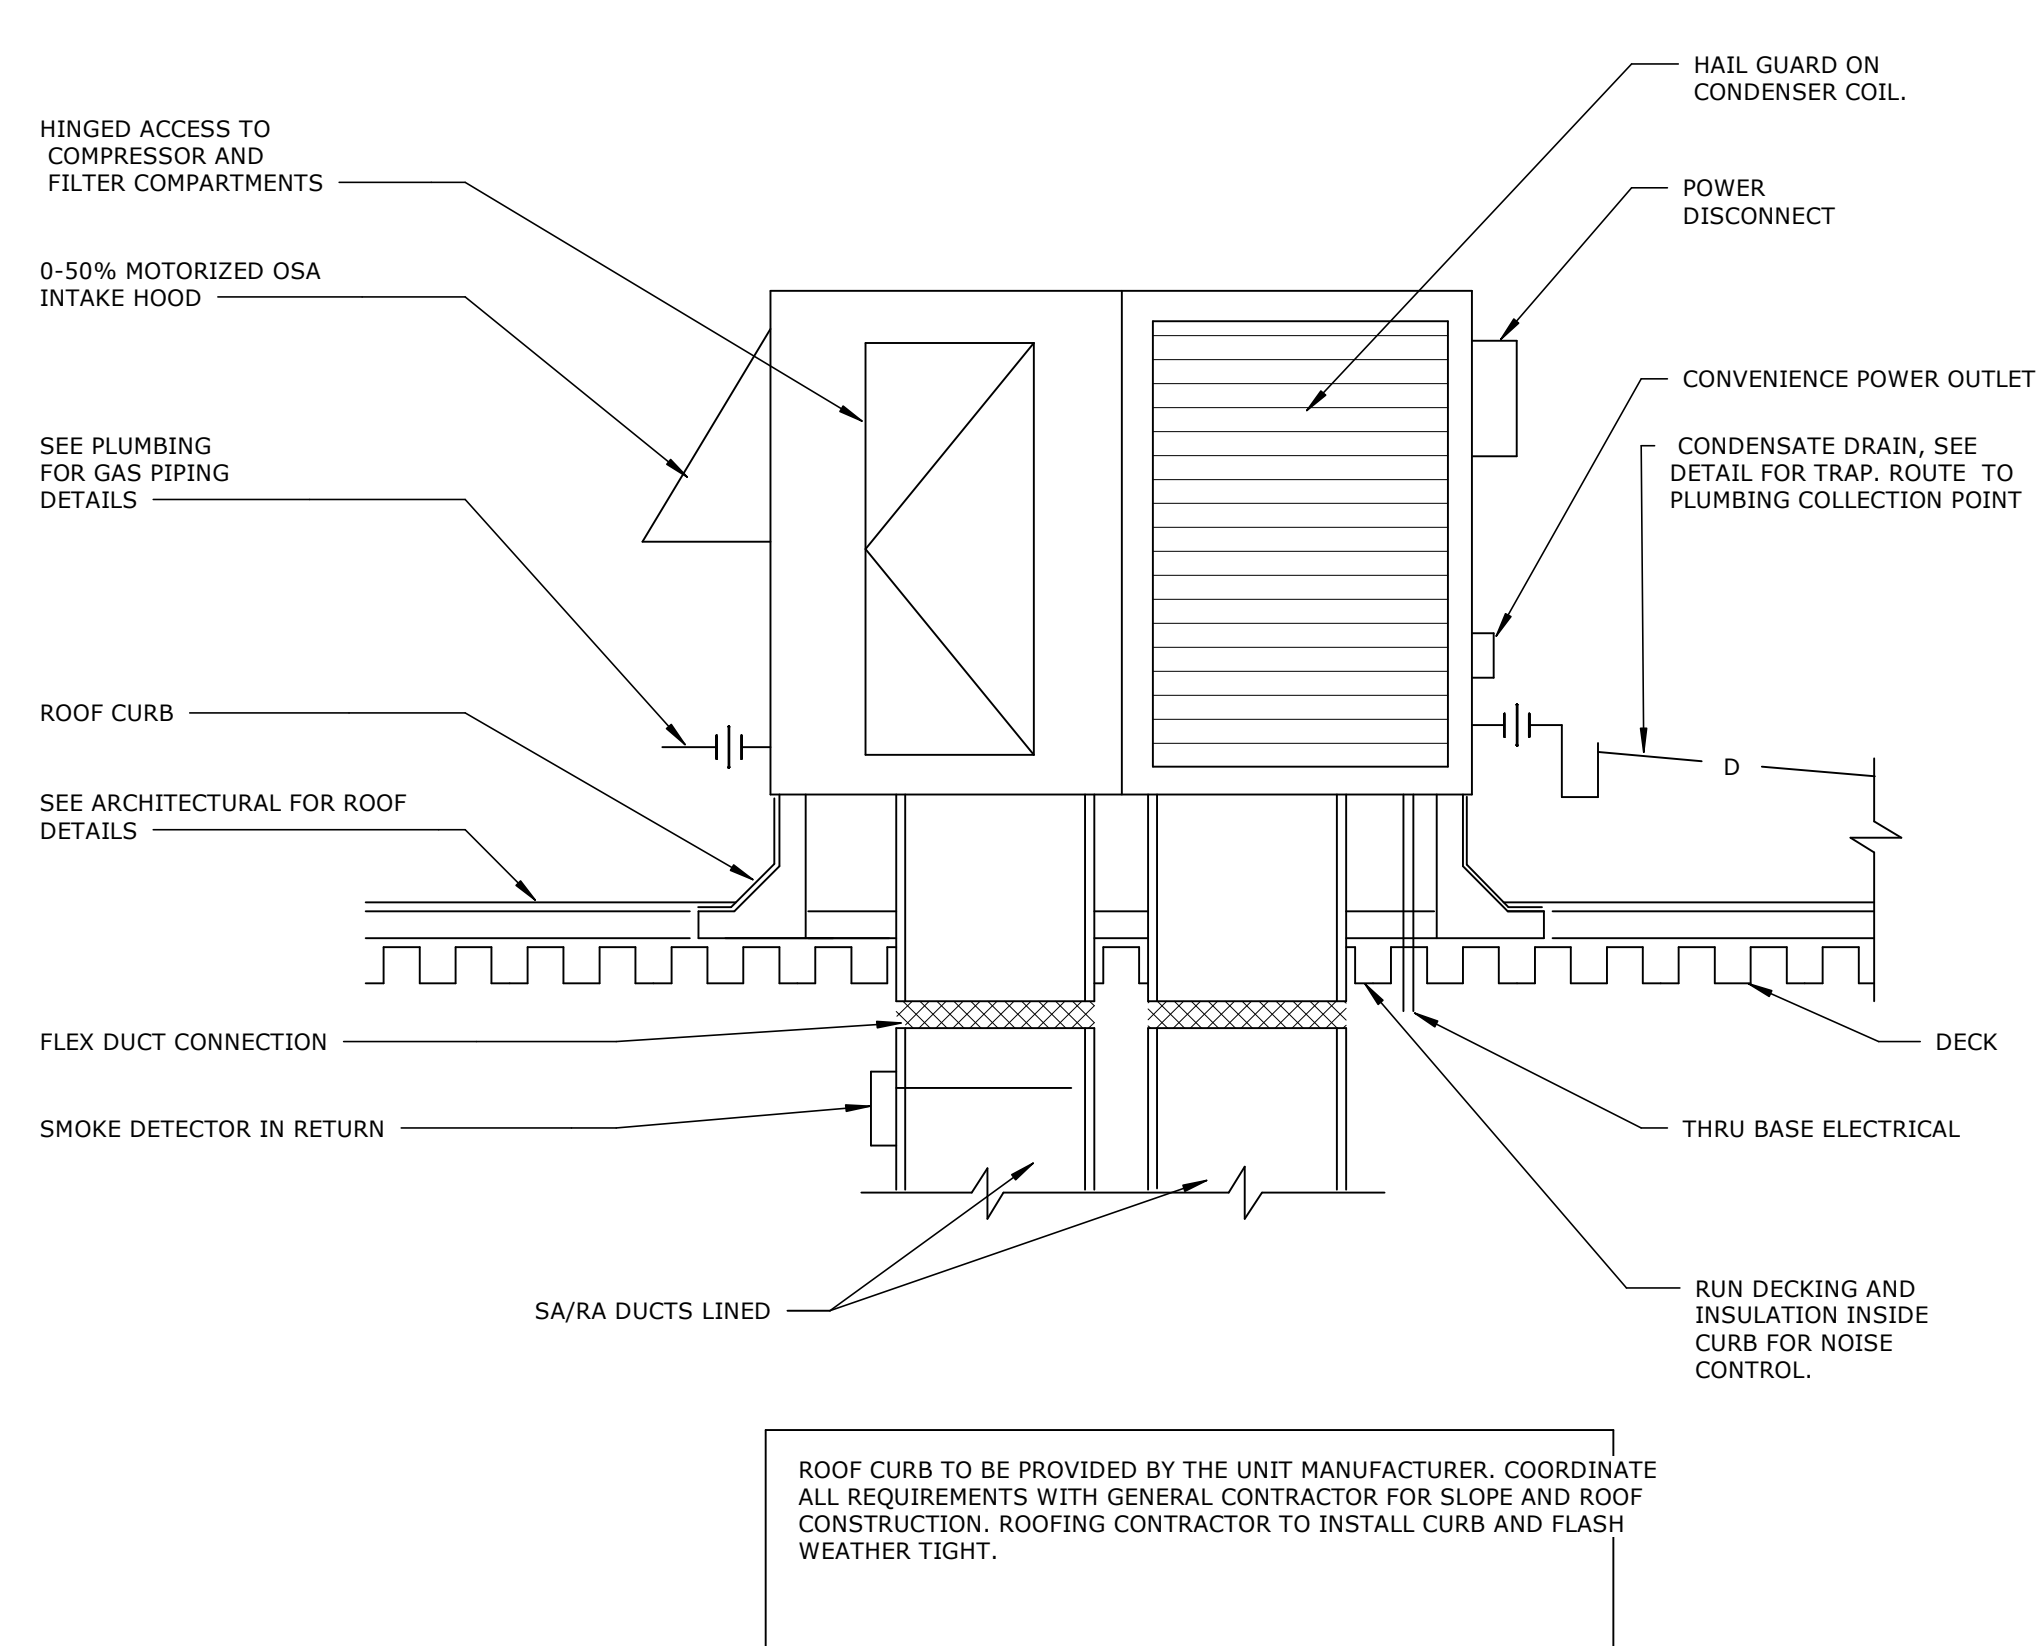 HINGED ACCESS TO
COMPRESSOR AND
FILTER COMPARTMENTS
0-50% MOTORIZED OSA
INTAKE HOOD
SEE PLUMBING
FOR GAS PIPING
DETAILS
ROOF CURB
SEE ARCHITECTURAL FOR ROOF
DETAILS
FLEX DUCT CONNECTION
SMOKE DETECTOR IN RETURN
SA/RA DUCTS LINED
HAIL GUARD ON
CONDENSER COIL.
POWER
DISCONNECT
CONVENIENCE POWER OUTLET
CONDENSATE DRAIN, SEE
DETAIL FOR TRAP. ROUTE TO
PLUMBING COLLECTION POINT
D
DECK
THRU BASE ELECTRICAL
RUN DECKING AND
INSULATION INSIDE
CURB FOR NOISE
CONTROL.
ROOF CURB TO BE PROVIDED BY THE UNIT MANUFACTURER. COORDINATE
ALL REQUIREMENTS WITH GENERAL CONTRACTOR FOR SLOPE AND ROOF
CONSTRUCTION. ROOFING CONTRACTOR TO INSTALL CURB AND FLASH
WEATHER TIGHT.